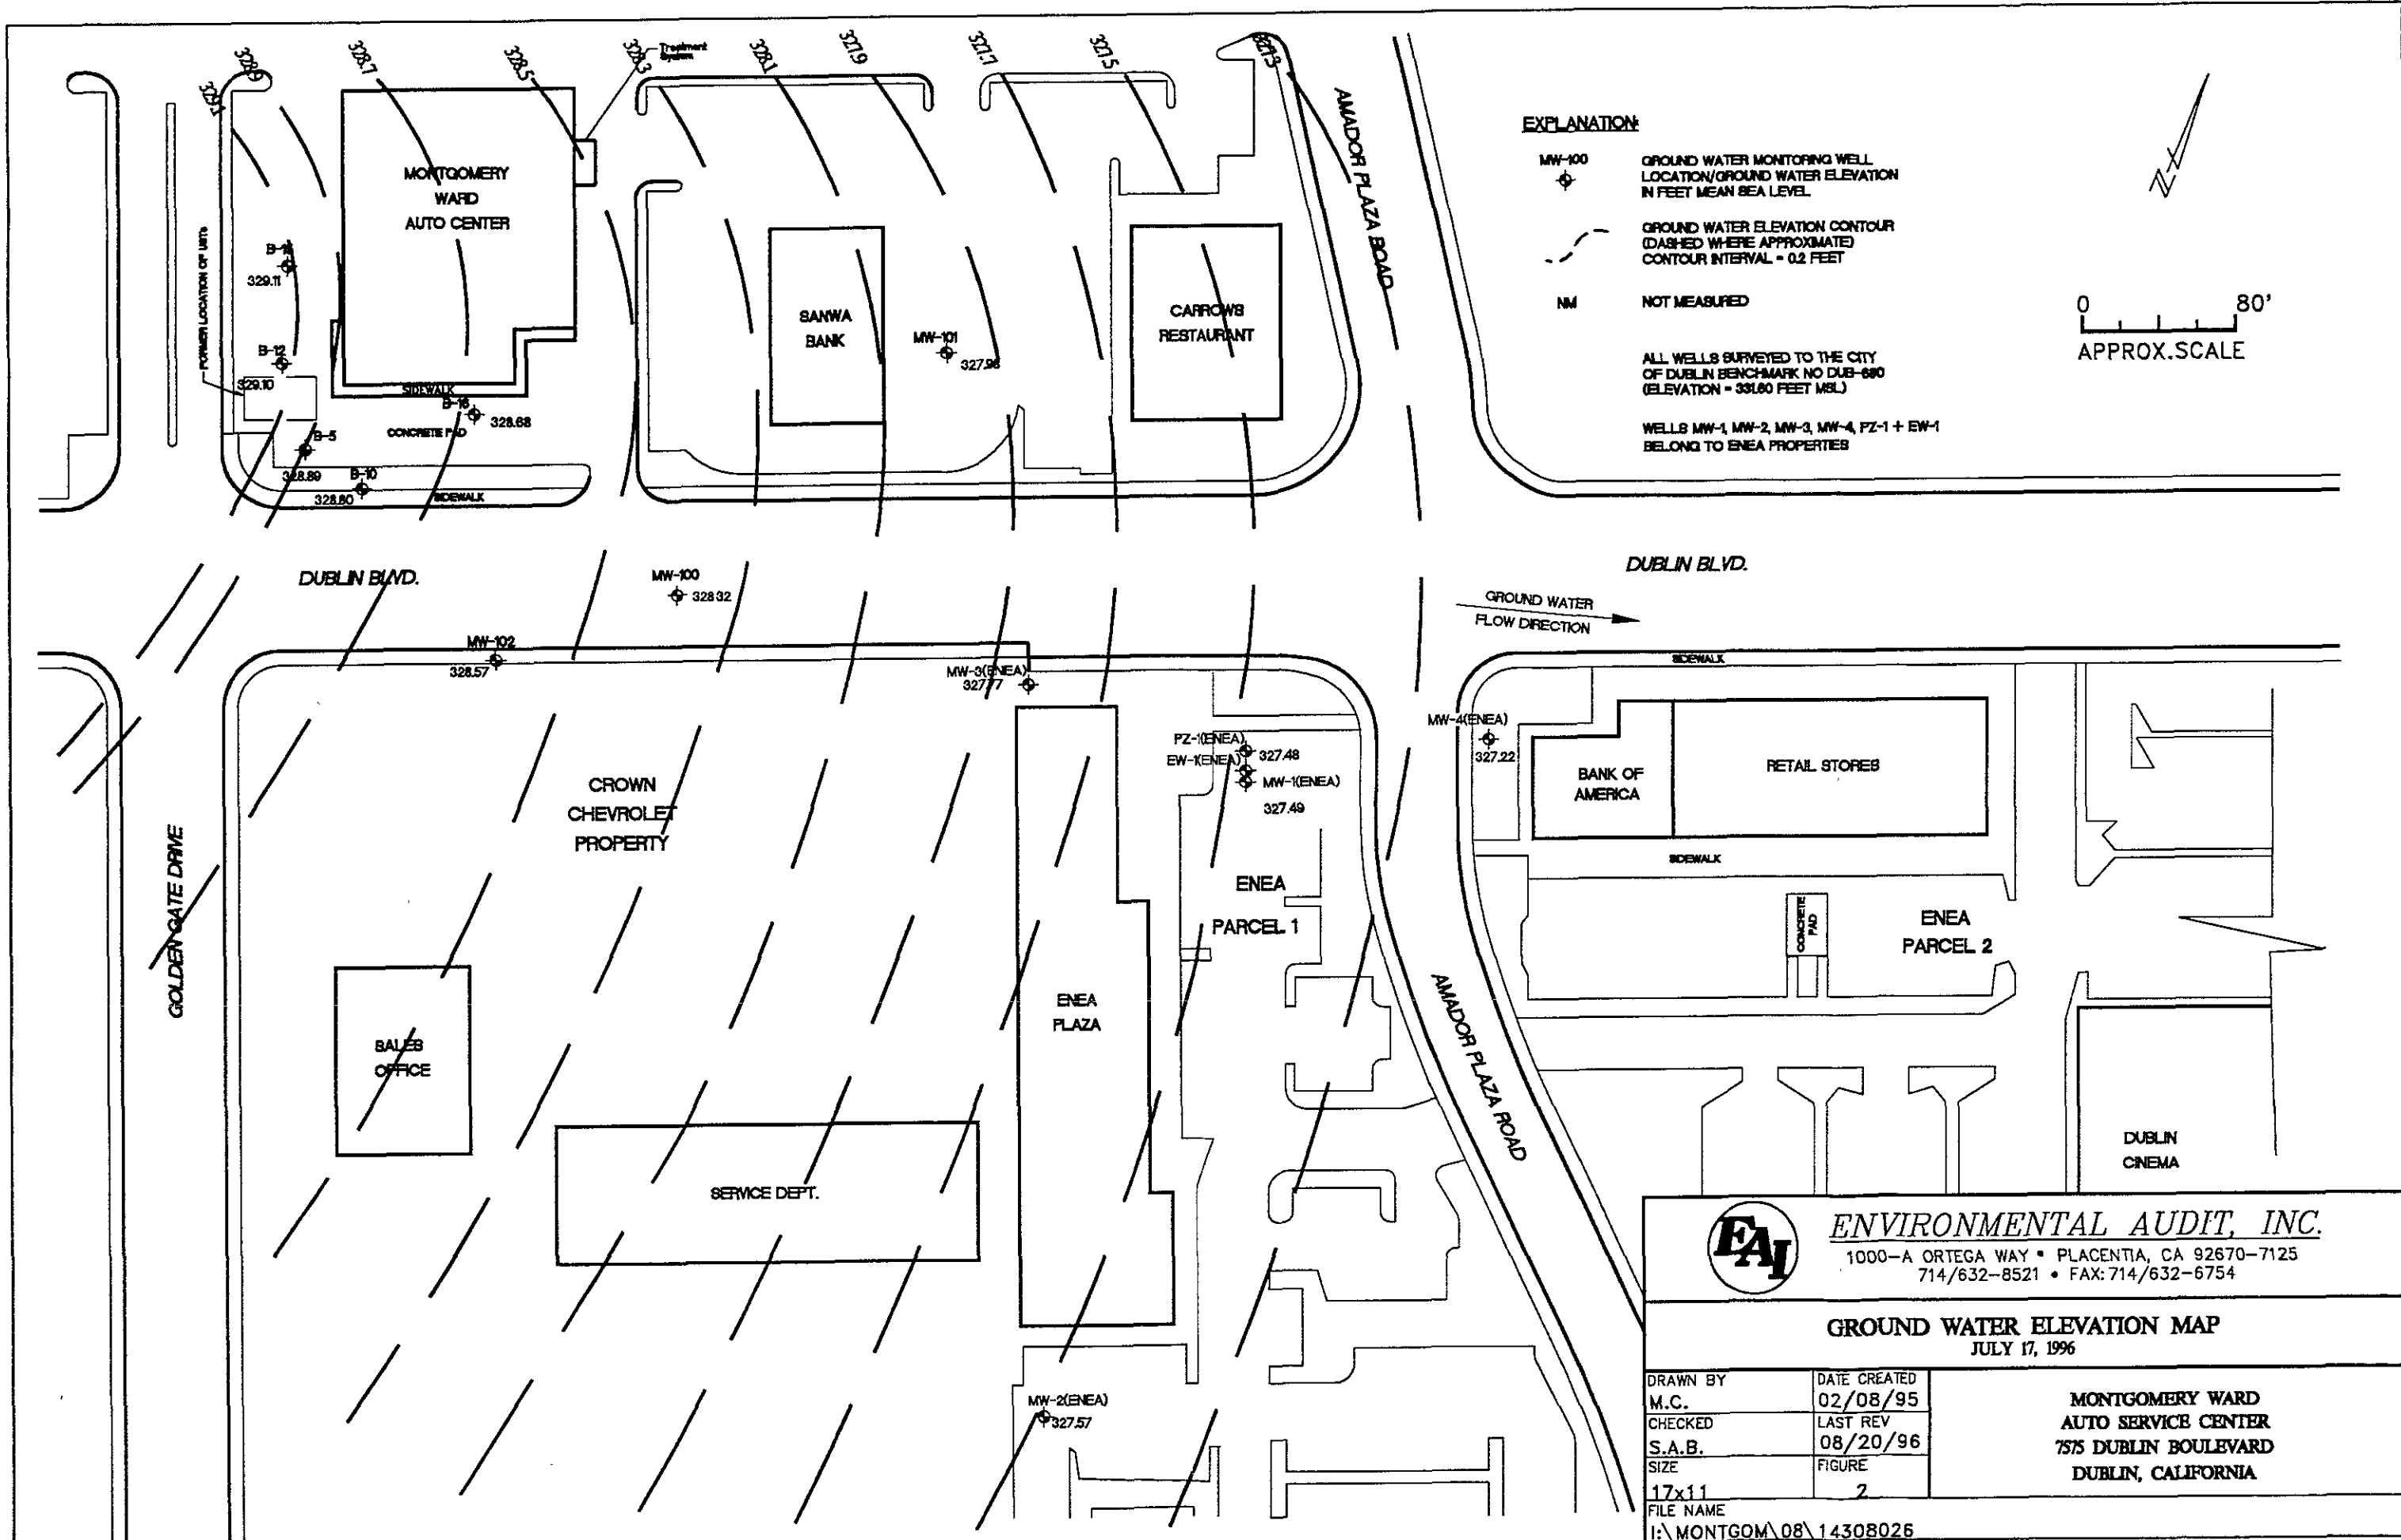 329.1
328.9
328.7
328.5
328.3
Treatment
System
328.1
327.9
327.7
327.5
327.3
MONTGOMERY
WARD
AUTO CENTER
FORMER LOCATION OF USTs
329.11
B-12
329.10
SIDEWALK
B-16
328.68
CONCRETE PAD
B-5
328.89
B-10
328.80
SIDEWALK
SANWA
BANK
MW-101
CARROWS
RESTAURANT
AMADOR PLAZA ROAD
EXPLANATION:
MW-100
GROUND WATER MONITORING WELL
LOCATION/GROUND WATER ELEVATION
IN FEET MEAN SEA LEVEL
GROUND WATER ELEVATION CONTOUR
(DASHED WHERE APPROXIMATE)
CONTOUR INTERVAL = 0.2 FEET
NM
NOT MEASURED
ALL WELLS SURVEYED TO THE CITY
OF DUBLIN BENCHMARK NO DUB-680
(ELEVATION = 331.60 FEET MSL)
WELLS MW-1, MW-2, MW-3, MW-4, PZ-1 + EW-1
BELONG TO ENEA PROPERTIES
N
0 80'
APPROX.SCALE
DUBLIN BLVD.
MW-100
328.32
DUBLIN BLVD.
GROUND WATER
FLOW DIRECTION
MW-102
328.57
MW-3(ENEA)
327.77
SIDEWALK
PZ-1(ENEA)
327.48
EW-1(ENEA)
MW-1(ENEA)
327.49
MW-4(ENEA)
327.22
BANK OF
AMERICA
RETAIL STORES
SIDEWALK
CROWN
CHEVROLET
PROPERTY
GOLDEN GATE DRIVE
ENEA
PARCEL 1
CONCRETE
PAD
ENEA
PARCEL 2
SALES
OFFICE
ENEA
PLAZA
AMADOR PLAZA ROAD
SERVICE DEPT.
DUBLIN
CINEMA
MW-2(ENEA)
327.57
EAI
ENVIRONMENTAL AUDIT, INC.
1000-A ORTEGA WAY • PLACENTIA, CA 92670-7125
714/632-8521 • FAX: 714/632-6754
GROUND WATER ELEVATION MAP
JULY 17, 1996
DRAWN BY
M.C.
DATE CREATED
02/08/95
CHECKED
S.A.B.
LAST REV
08/20/96
SIZE
17x11
FIGURE
2
MONTGOMERY WARD
AUTO SERVICE CENTER
7575 DUBLIN BOULEVARD
DUBLIN, CALIFORNIA
FILE NAME
I:\MONTGOM\08\14308026